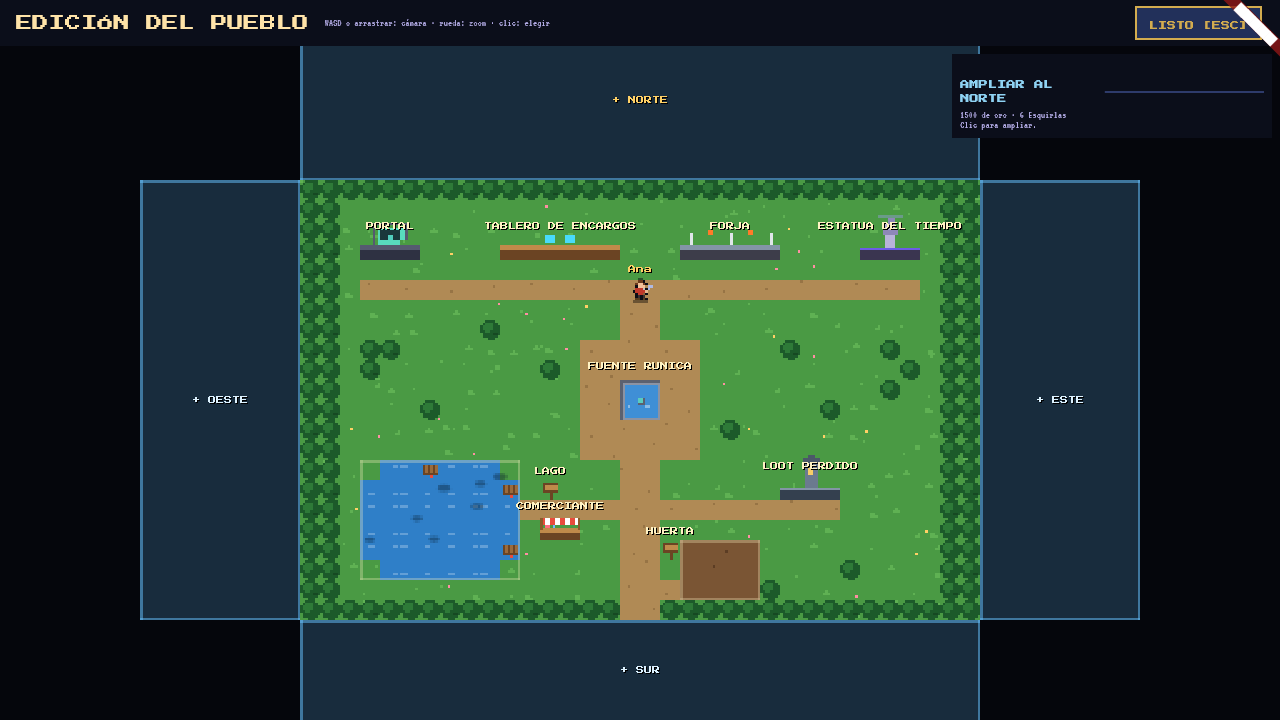 EDICIóN DEL PUEBLO
WASD o arrastrar: cámara · rueda: zoom · clic: elegir
LISTO [ESC]
+ NORTE
AMPLIAR AL
NORTE
1500 de oro · 6 Esquirlas
Clic para ampliar.
PORTAL
TABLERO DE ENCARGOS
FORJA
ESTATUA DEL TIEMPO
Ana
FUENTE RUNICA
+ OESTE
+ ESTE
LAGO
LOOT PERDIDO
COMERCIANTE
HUERTA
+ SUR